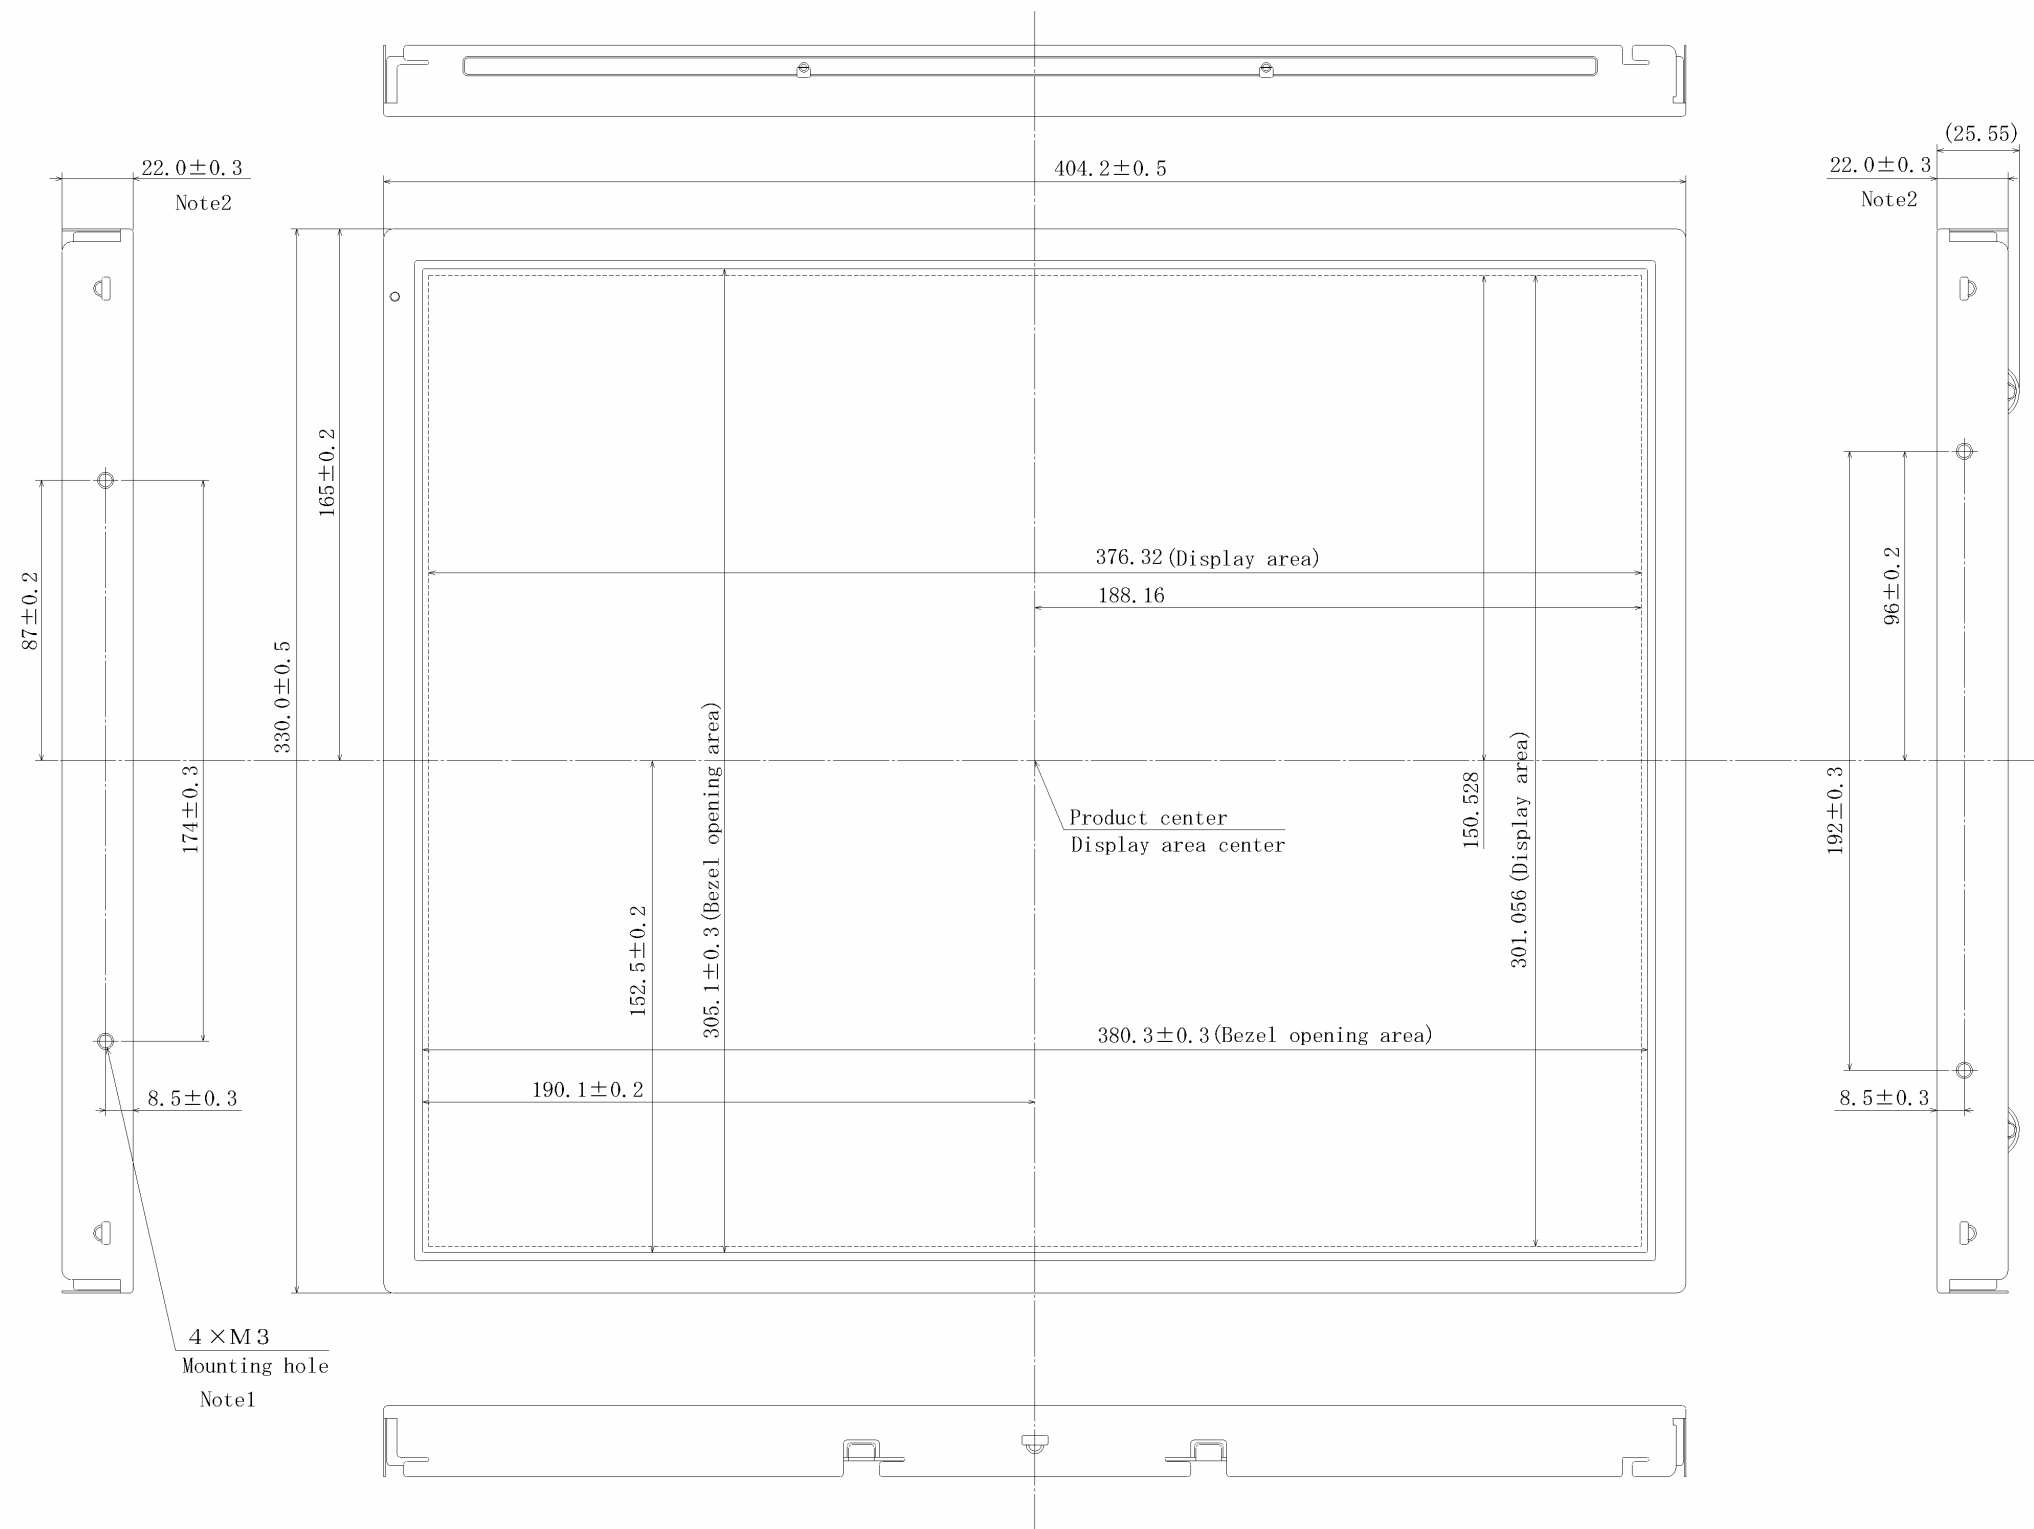 (25.55)
22.0±0.3
Note2
404.2±0.5
22.0±0.3
Note2
165±0.2
87±0.2
330.0±0.5
174±0.3
376.32(Display area)
188.16
96±0.2
192±0.3
Product center
Display area center
150.528
301.056(Display area)
305.1±0.3(Bezel opening area)
152.5±0.2
380.3±0.3(Bezel opening area)
190.1±0.2
8.5±0.3
8.5±0.3
4×M3
Mounting hole
Note1